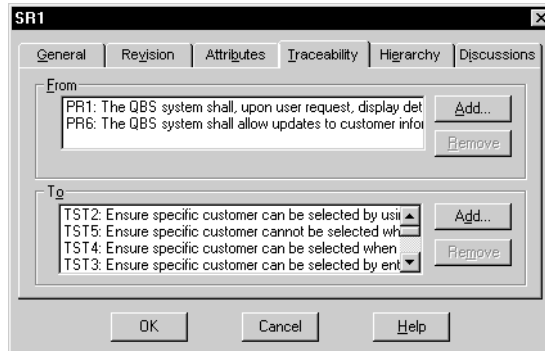 SR1
General Revision Attributes Traceability Hierarchy Discussions
From
PR1: The QBS system shall, upon user request, display det
PR6: The QBS system shall allow updates to customer infor
Add...
Remove
To
TST2: Ensure specific customer can be selected by usin
TST5: Ensure specific customer cannot be selected wh
TST4: Ensure specific customer can be selected when
TST3: Ensure specific customer can be selected by ent
Add...
Remove
OK Cancel Help